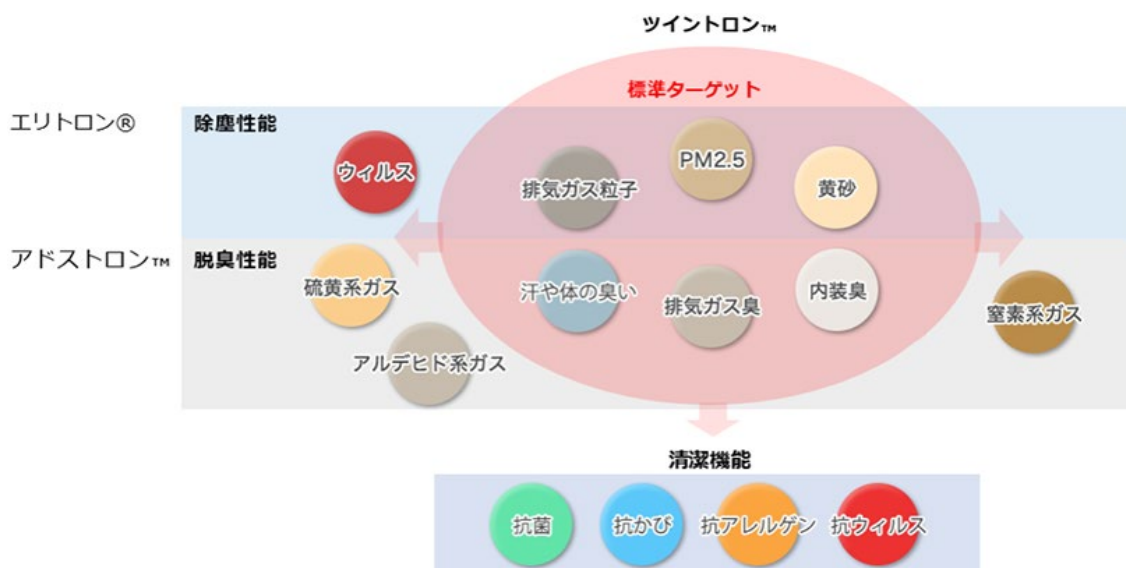 ツイントロン™
標準ターゲット
エリトロン®
除塵性能
ウィルス
排気ガス粒子
PM2.5
黄砂
アドストロン™
脱臭性能
硫黄系ガス
アルデヒド系ガス
汗や体の臭い
排気ガス臭
内装臭
窒素系ガス
清潔機能
抗菌
抗かび
抗アレルゲン
抗ウィルス